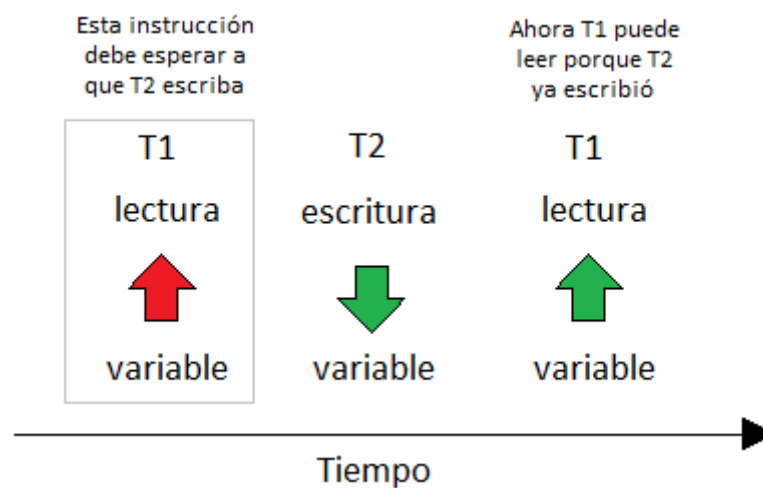 Esta instrucción
debe esperar a
que T2 escriba
Ahora T1 puede
leer porque T2
ya escribió
T1
T2
T1
lectura
escritura
lectura
variable
variable
variable
Tiempo